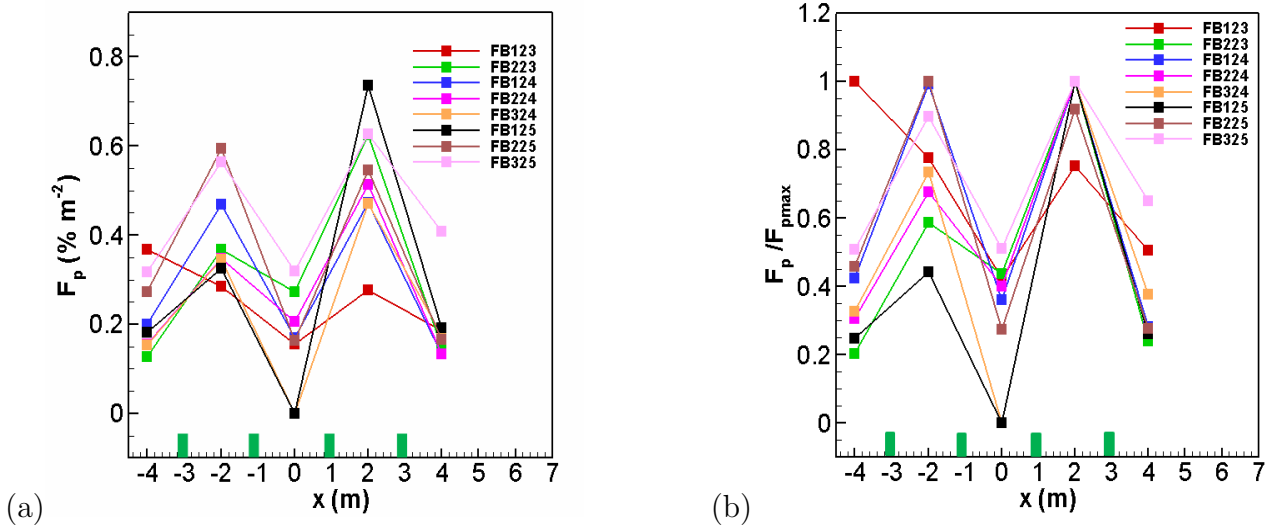 FB123
FB223
FB124
FB224
FB324
FB125
FB225
FB325
0.8
0.6
0.4
0.2
0
F_p (% m^-2)
-4 -3 -2 -1 0 1 2 3 4 5 6 7
x (m)
(a)
FB123
FB223
FB124
FB224
FB324
FB125
FB225
FB325
1
0.8
0.6
0.4
0.2
0
F_p /F_pmax
-4 -3 -2 -1 0 1 2 3 4 5 6 7
x (m)
(b)